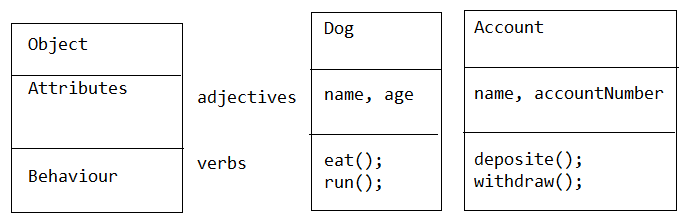 Object
Attributes
Behaviour
adjectives
verbs
Dog
name, age
eat();
run();
Account
name, accountNumber
deposite();
withdraw();